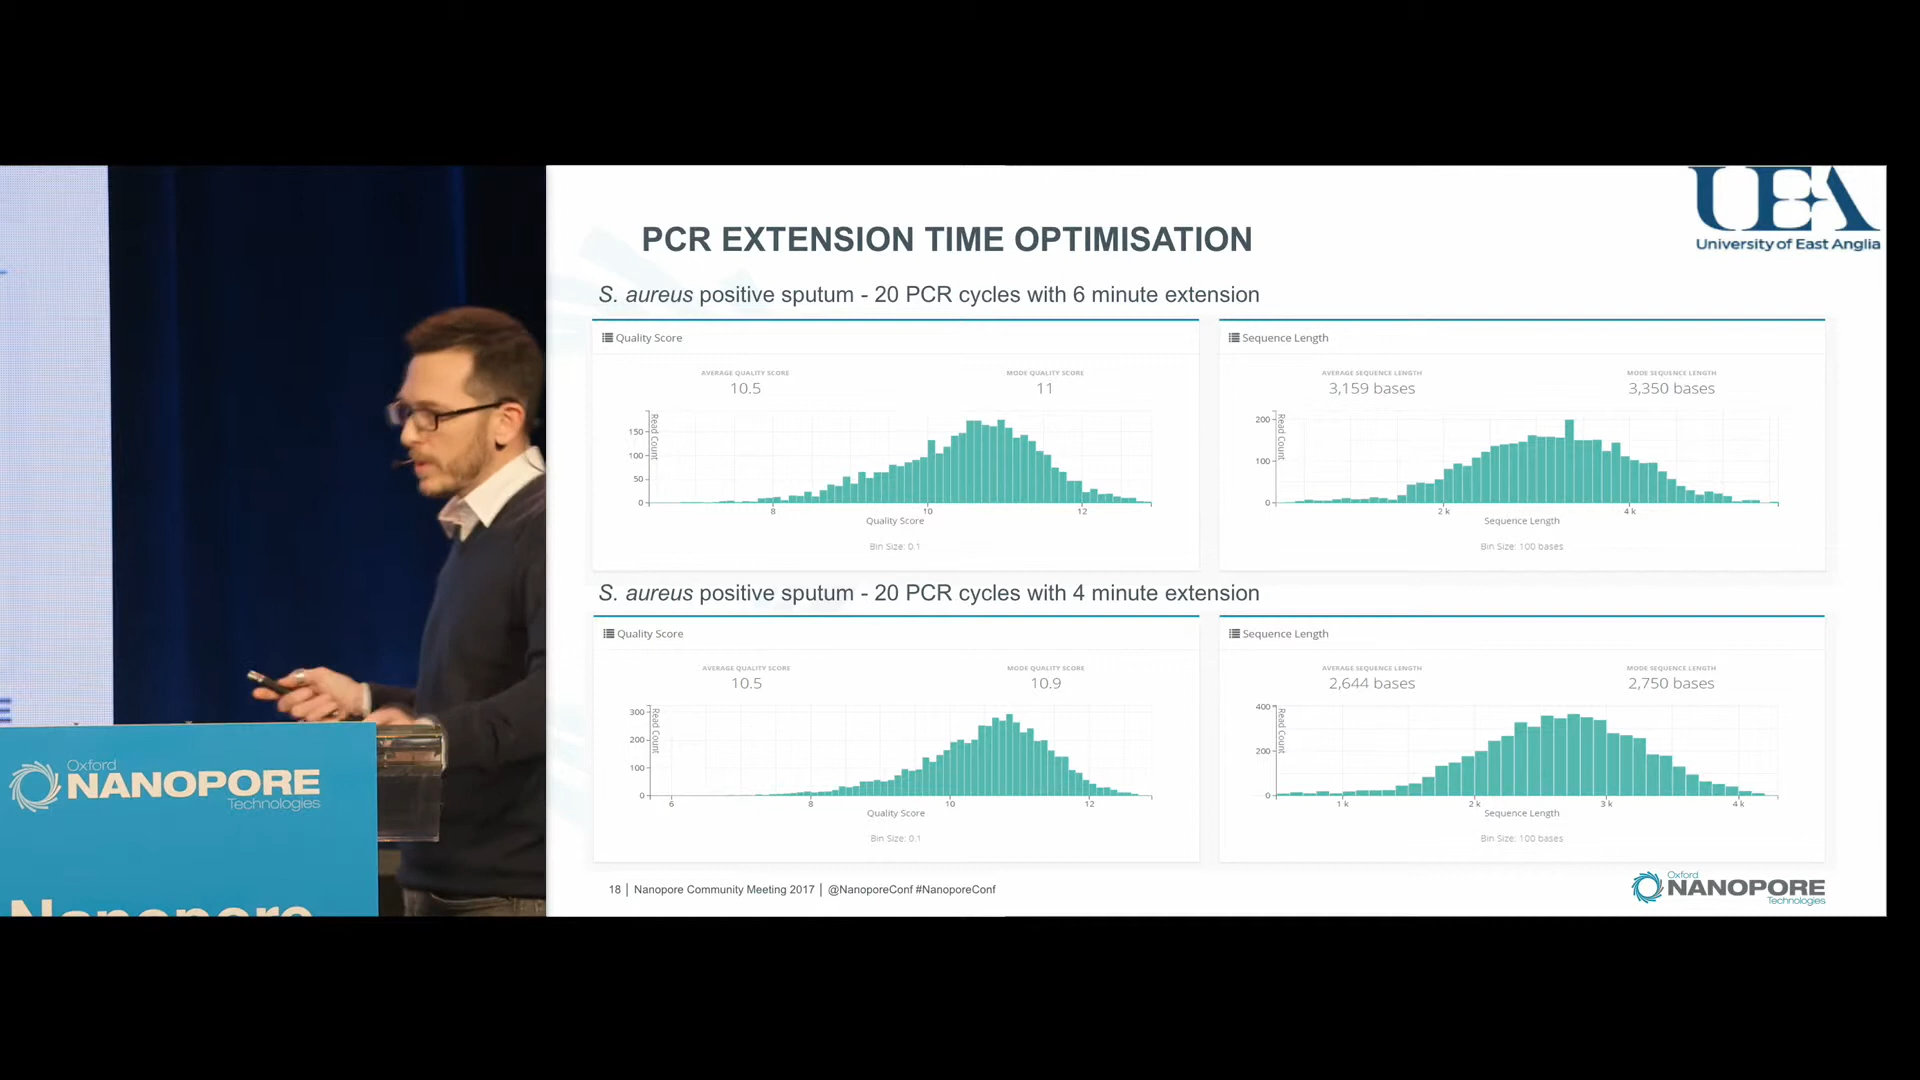 UEA
University of East Anglia
PCR EXTENSION TIME OPTIMISATION
S. aureus positive sputum - 20 PCR cycles with 6 minute extension
Quality Score
AVERAGE QUALITY SCORE
10.5
MODE QUALITY SCORE
11
Read Count
150
100
50
0
8
10
12
Quality Score
Bin Size: 0.1
Sequence Length
AVERAGE SEQUENCE LENGTH
3,159 bases
MODE SEQUENCE LENGTH
3,350 bases
Read Count
200
100
0
2 k
4 k
Sequence Length
Bin Size: 100 bases
S. aureus positive sputum - 20 PCR cycles with 4 minute extension
Quality Score
AVERAGE QUALITY SCORE
10.5
MODE QUALITY SCORE
10.9
Read Count
300
200
100
0
6
8
10
12
Quality Score
Bin Size: 0.1
Sequence Length
AVERAGE SEQUENCE LENGTH
2,644 bases
MODE SEQUENCE LENGTH
2,750 bases
Read Count
400
200
0
1 k
2 k
3 k
4 k
Sequence Length
Bin Size: 100 bases
18 | Nanopore Community Meeting 2017 | @NanoporeConf #NanoporeConf
Oxford
NANOPORE
Technologies
Oxford
NANOPORE
Technologies
Nanopore